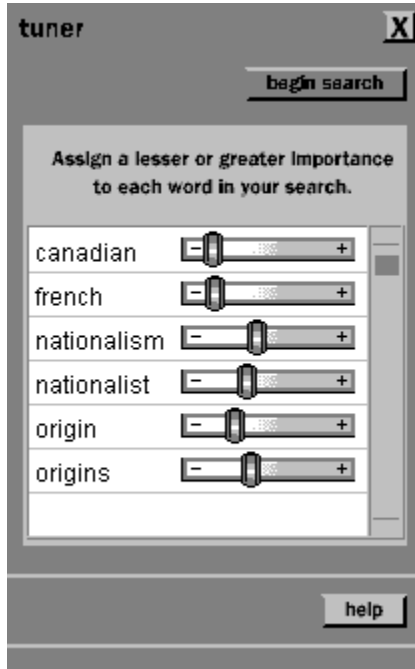 tuner X
begin search
Assign a lesser or greater importance
to each word in your search.
canadian - +
french - +
nationalism - +
nationalist - +
origin - +
origins - +
help